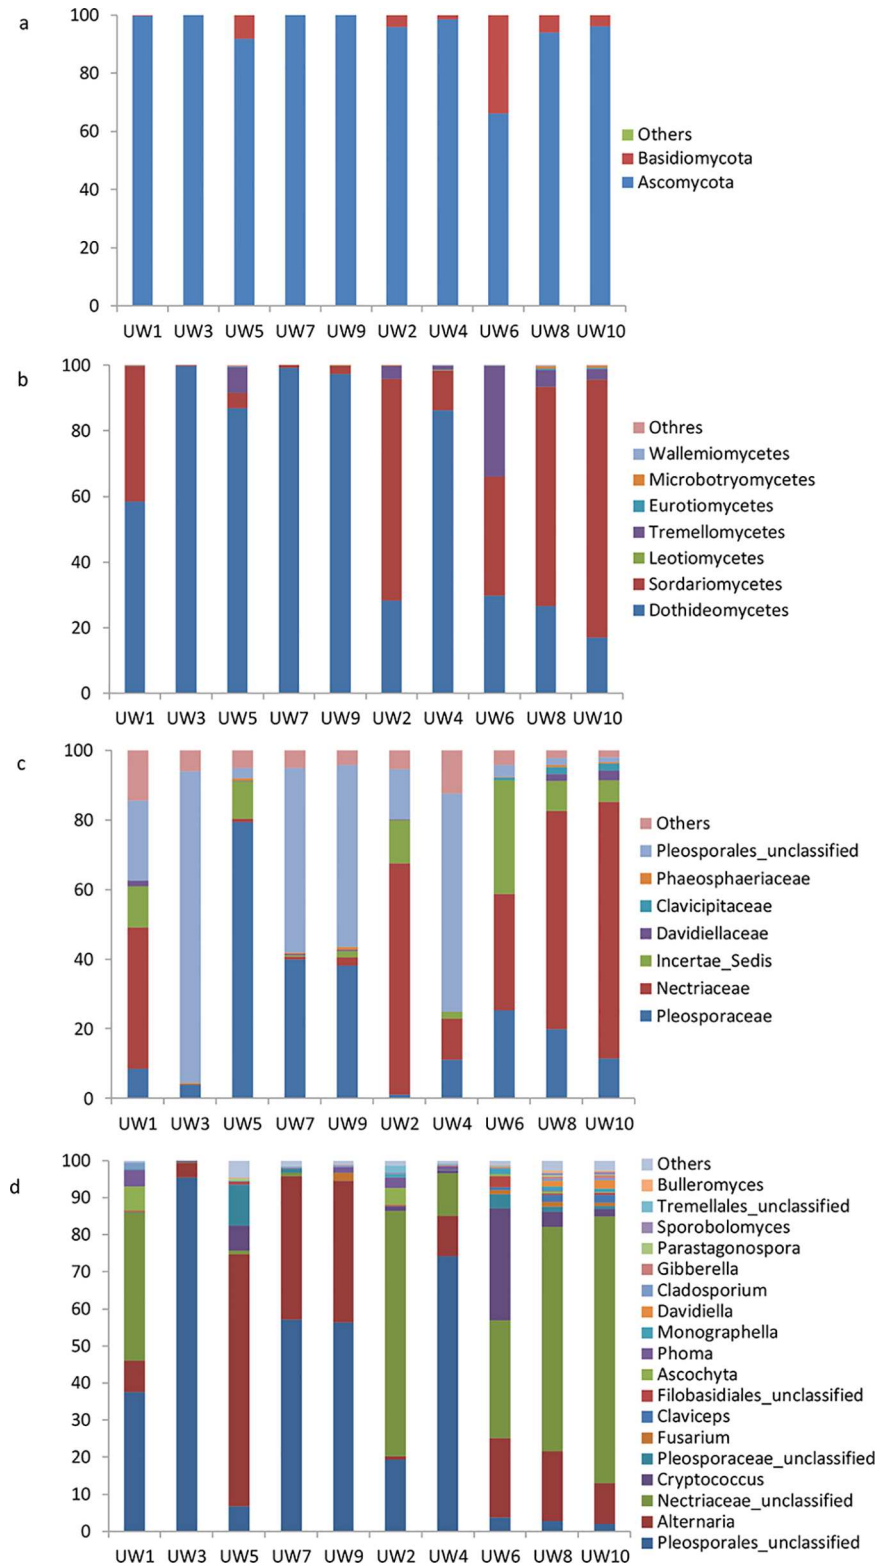 a
100
80
60
40
20
0
UW1 UW3 UW5 UW7 UW9 UW2 UW4 UW6 UW8 UW10
Others
Basidiomycota
Ascomycota
b
100
80
60
40
20
0
UW1 UW3 UW5 UW7 UW9 UW2 UW4 UW6 UW8 UW10
Othres
Wallemiomycetes
Microbotryomycetes
Eurotiomycetes
Tremellomycetes
Leotiomycetes
Sordariomycetes
Dothideomycetes
c
100
80
60
40
20
0
UW1 UW3 UW5 UW7 UW9 UW2 UW4 UW6 UW8 UW10
Others
Pleosporales_unclassified
Phaeosphaeriaceae
Clavicipitaceae
Davidiellaceae
Incertae_Sedis
Nectriaceae
Pleosporaceae
d
100
90
80
70
60
50
40
30
20
10
0
UW1 UW3 UW5 UW7 UW9 UW2 UW4 UW6 UW8 UW10
Others
Bulleromyces
Tremellales_unclassified
Sporobolomyces
Parastagonospora
Gibberella
Cladosporium
Davidiella
Monographella
Phoma
Ascochyta
Filobasidiales_unclassified
Claviceps
Fusarium
Pleosporaceae_unclassified
Cryptococcus
Nectriaceae_unclassified
Alternaria
Pleosporales_unclassified